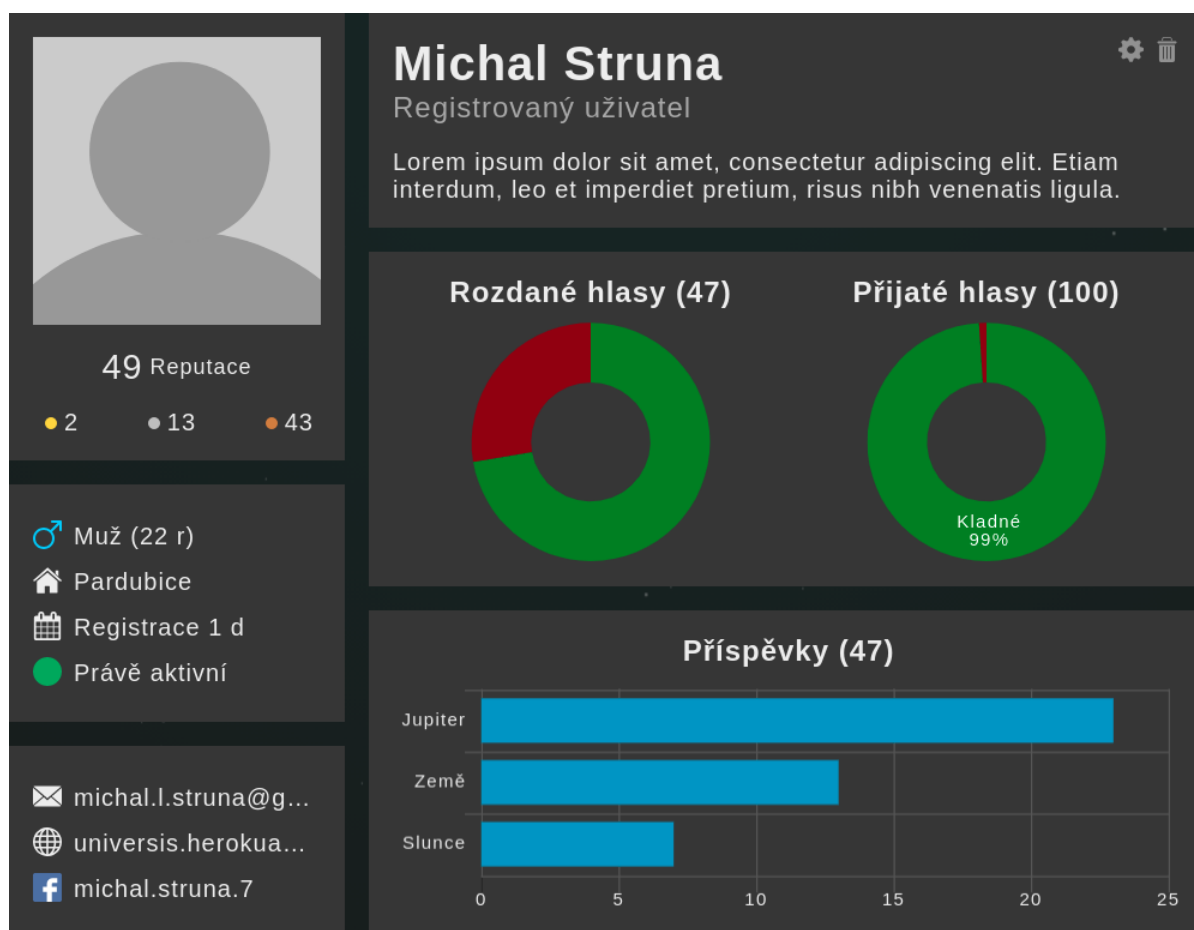 49 Reputace
2 13 43
Muž (22 r)
Pardubice
Registrace 1 d
Právě aktivní
michal.l.struna@g...
universis.herokua...
michal.struna.7
Michal Struna
Registrovaný uživatel
Lorem ipsum dolor sit amet, consectetur adipiscing elit. Etiam
interdum, leo et imperdiet pretium, risus nibh venenatis ligula.
Rozdané hlasy (47)
Přijaté hlasy (100)
Kladné
99%
Příspěvky (47)
Jupiter
Země
Slunce
0 5 10 15 20 25